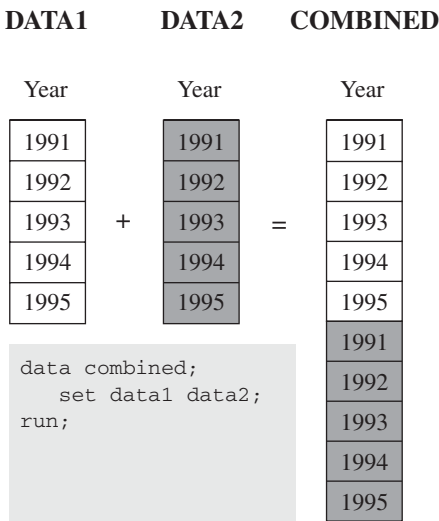 DATA1 DATA2 COMBINED
Year Year Year
1991 1991 1991
1992 1992 1992
1993 + 1993 = 1993
1994 1994 1994
1995 1995 1995
1991
data combined;
1992
set data1 data2;
run;
1993
1994
1995